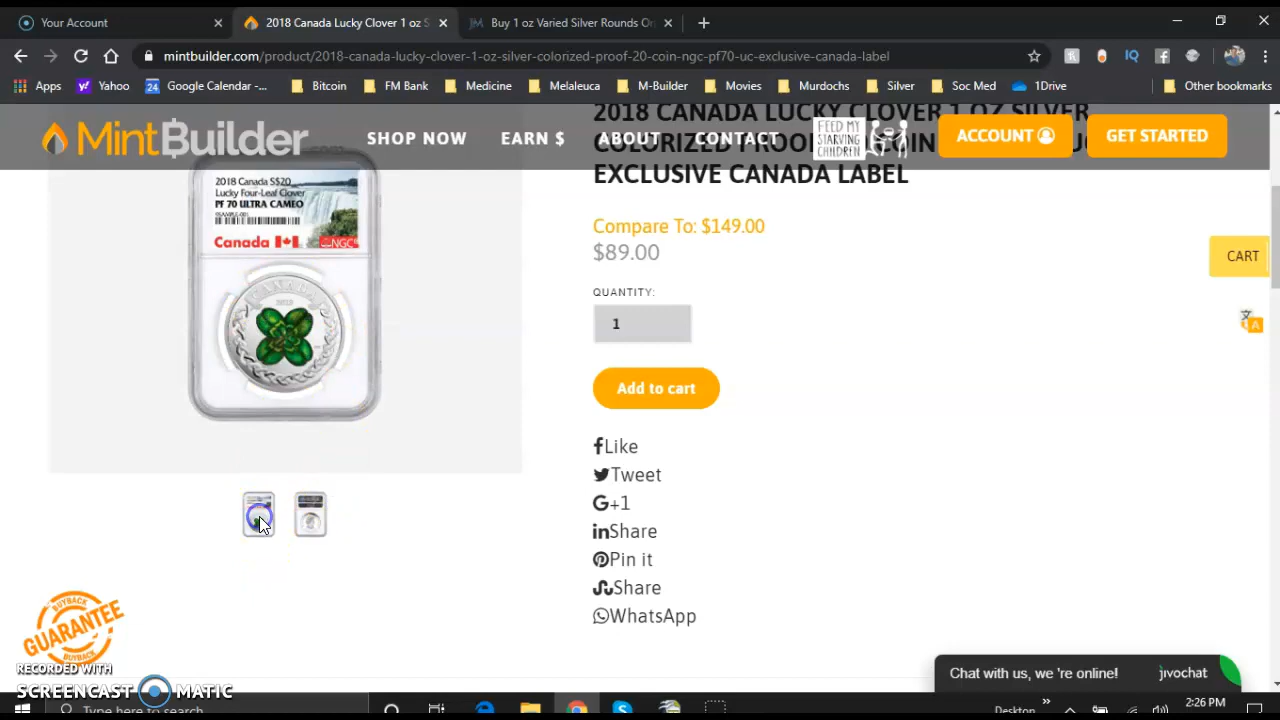 Your Account
2018 Canada Lucky Clover 1 oz S
Buy 1 oz Varied Silver Rounds On
mintbuilder.com/product/2018-canada-lucky-clover-1-oz-silver-colorized-proof-20-coin-ngc-pf70-uc-exclusive-canada-label
Apps Yahoo Google Calendar -... Bitcoin FM Bank Medicine Melaleuca M-Builder Movies Murdochs Silver Soc Med 1Drive Other bookmarks
2018 CANADA LUCKY CLOVER 1 OZ SILVER
MintBuilder SHOP NOW EARN $ ABOUT CONTACT FEED MY STARVING CHILDREN ACCOUNT GET STARTED
EXCLUSIVE CANADA LABEL
2018 Canada S$20
Lucky Four-Leaf Clover
PF 70 ULTRA CAMEO
Canada NGC
CANADA
2018
Compare To: $149.00
$89.00
QUANTITY:
1
Add to cart
CART
Like
Tweet
G+1
Share
Pin it
Share
WhatsApp
BUYBACK
GUARANTEE
BUYBACK
RECORDED WITH
SCREENCAST MATIC
Chat with us, we 're online! jivochat
Type here to search
Desktop
2:26 PM